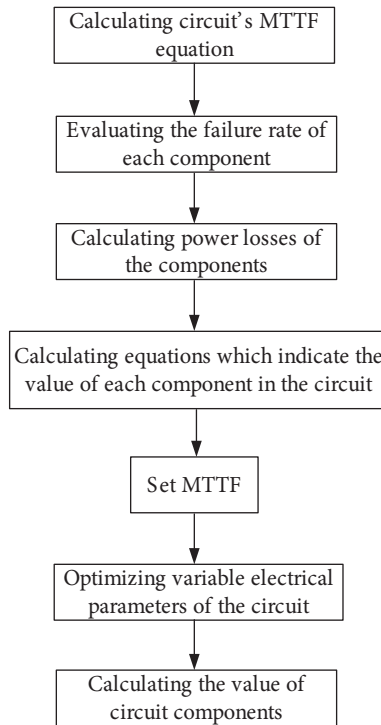 Calculating circuit's MTTF
equation
Evaluating the failure rate of
each component
Calculating power losses of
the components
Calculating equations which indicate the
value of each component in the circuit
Set MTTF
Optimizing variable electrical
parameters of the circuit
Calculating the value of
circuit components